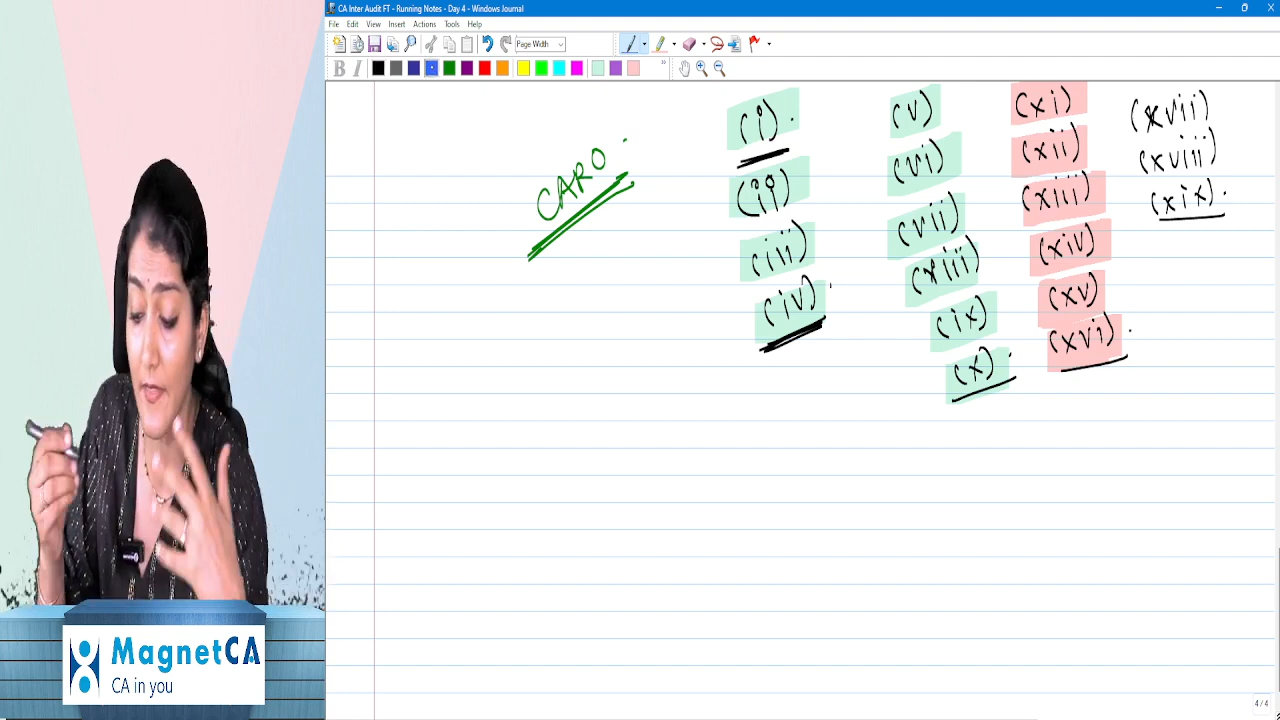 CA Inter Audit FT - Running Notes - Day 4 - Windows Journal
File Edit View Insert Actions Tools Help
Page Width
B I
CARO.
(i).
(ii)
(iii)
(iv).
(v)
(vi)
(vii)
(xiii)
(ix)
(x).
(xi)
(xii)
(xiii)
(xiv)
(xv)
(xvi).
(xvii)
(xviii)
(xix).
MagnetCA
CA in you
4 / 4